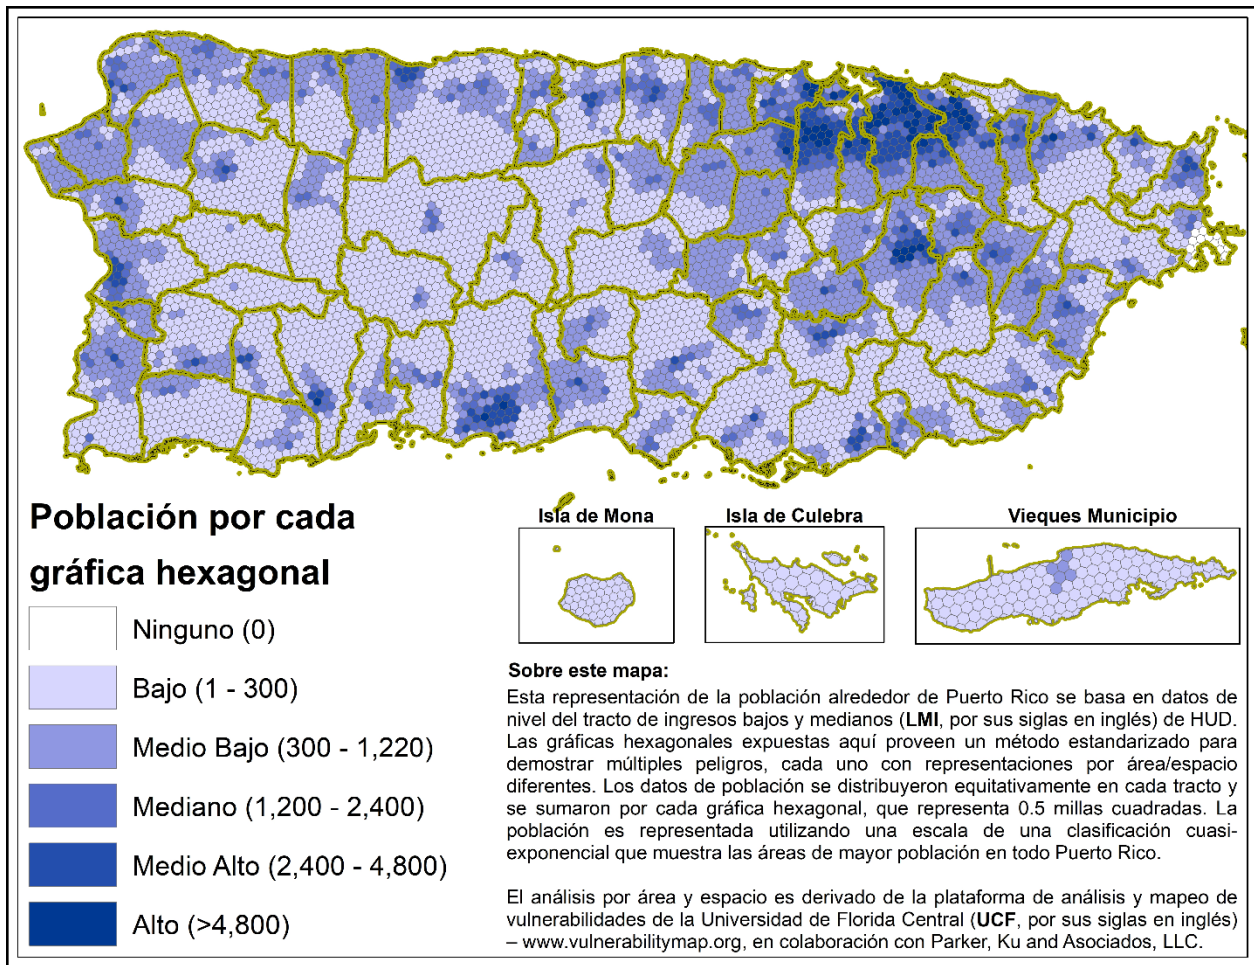 Población por cada
gráfica hexagonal
Ninguno (0)
Bajo (1 - 300)
Medio Bajo (300 - 1,220)
Mediano (1,200 - 2,400)
Medio Alto (2,400 - 4,800)
Alto (>4,800)
Isla de Mona
Isla de Culebra
Vieques Municipio
Sobre este mapa:
Esta representación de la población alrededor de Puerto Rico se basa en datos de
nivel del tracto de ingresos bajos y medianos (LMI, por sus siglas en inglés) de HUD.
Las gráficas hexagonales expuestas aquí proveen un método estandarizado para
demostrar múltiples peligros, cada uno con representaciones por área/espacio
diferentes. Los datos de población se distribuyeron equitativamente en cada tracto y
se sumaron por cada gráfica hexagonal, que representa 0.5 millas cuadradas. La
población es representada utilizando una escala de una clasificación cuasi-
exponencial que muestra las áreas de mayor población en todo Puerto Rico.
El análisis por área y espacio es derivado de la plataforma de análisis y mapeo de
vulnerabilidades de la Universidad de Florida Central (UCF, por sus siglas en inglés)
– www.vulnerabilitymap.org, en colaboración con Parker, Ku and Asociados, LLC.